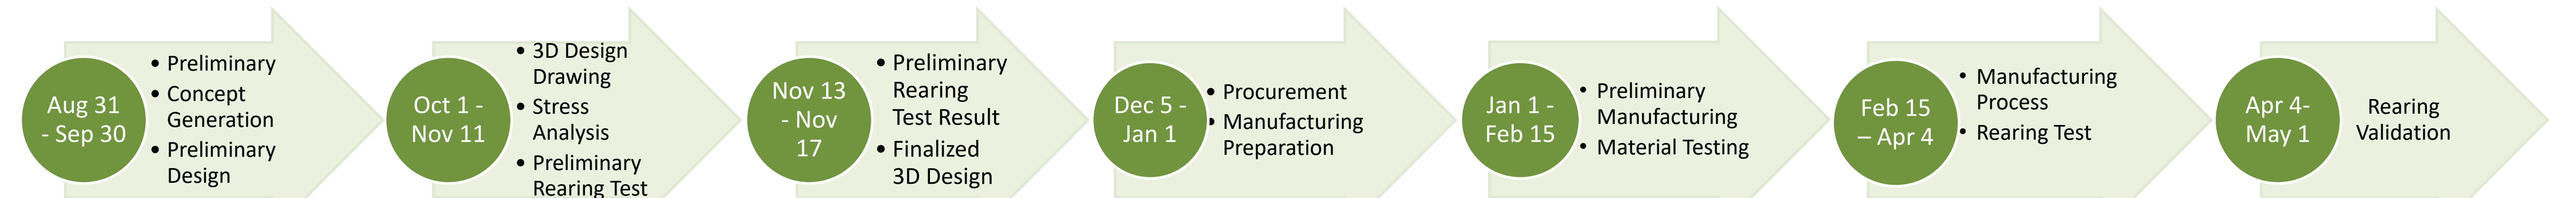 Aug 31
- Sep 30
• Preliminary
• Concept
Generation
• Preliminary
Design
Oct 1 -
Nov 11
• 3D Design
Drawing
• Stress
Analysis
• Preliminary
Rearing Test
Nov 13
- Nov
17
• Preliminary
Rearing
Test Result
• Finalized
3D Design
Dec 5 -
Jan 1
• Procurement
• Manufacturing
Preparation
Jan 1 -
Feb 15
• Preliminary
Manufacturing
• Material Testing
Feb 15
– Apr 4
• Manufacturing
Process
• Rearing Test
Apr 4-
May 1
Rearing
Validation